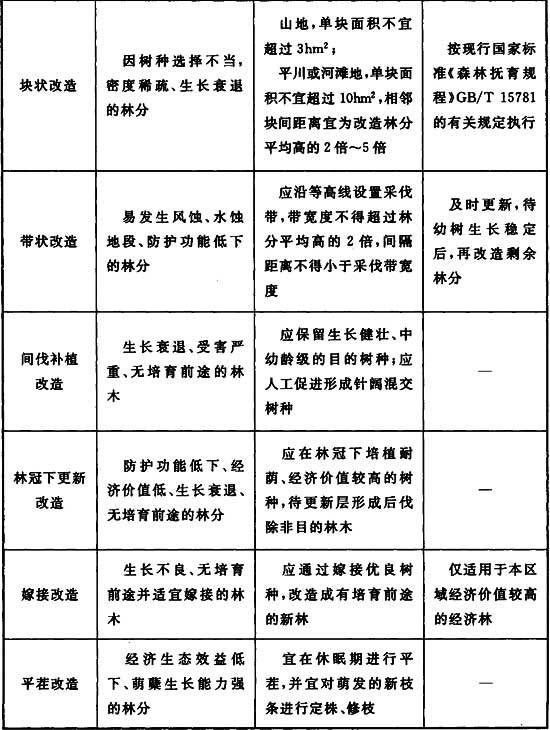 块状改造
因树种选择不当,
密度稀疏、生长衰退
的林分
山地,单块面积不宜
超过3hm²;
平川或河滩地,单块面
积不宜超过10hm²,相邻
块间距离宜为改造林分
平均高的2倍～5倍
按现行国家标
准《森林抚育规
程》GB/T 15781
的有关规定执行
带状改造
易发生风蚀、水蚀
地段、防护功能低下
的林分
应沿等高线设置采伐
带,带宽度不得超过林
分平均高的2倍,间隔
距离不得小于采伐带宽
度
及时更新,待
幼树生长稳定
后,再改造剩余
林分
间伐补植
改造
生长衰退、受害严
重、无培育前途的林
木
应保留生长健壮、中
幼龄级的目的树种;应
人工促进形成针阔混交
树种
—
林冠下更新
改造
防护功能低下、经
济价值低、生长衰退、
无培育前途的林分
应在林冠下培植耐
荫、经济价值较高的树
种,待更新层形成后伐
除非目的林木
—
嫁接改造
生长不良、无培育
前途并适宜嫁接的林
木
应通过嫁接优良树
种,改造成有培育前途
的新林
仅适用于本区
域经济价值较高
的经济林
平茬改造
经济生态效益低
下、萌蘖生长能力强
的林分
宜在休眠期进行平
茬,并宜对萌发的新枝
条进行定株、修枝
—